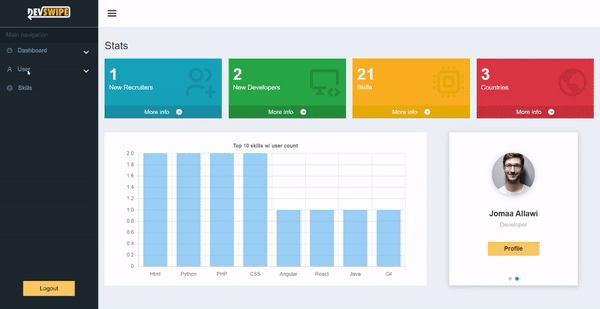 DEVSWIPE
Main navigation
Dashboard
User
Skills
Logout
Stats
1
New Recruiters
More info
2
New Developers
More info
21
Skills
More info
3
Countries
More info
Top 10 skills w/ user count
2.0
1.8
1.6
1.4
1.2
1.0
0.8
0.6
0.4
0.2
0
Html
Python
PHP
CSS
Angular
React
Java
C#
Jomaa Allawi
Developer
Profile